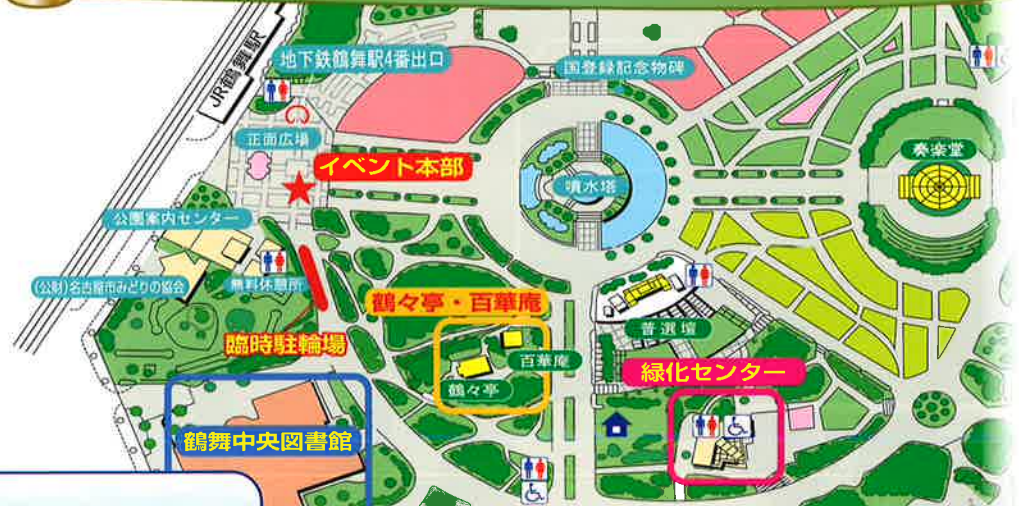 JR鶴舞駅
地下鉄鶴舞駅4番出口
国登録記念物碑
正面広場
イベント本部
奏楽堂
噴水塔
公園案内センター
(公財)名古屋市みどりの協会
無料休憩所
鶴々亭・百華庵
臨時駐輪場
普選壇
百華庵
緑化センター
鶴々亭
鶴舞中央図書館